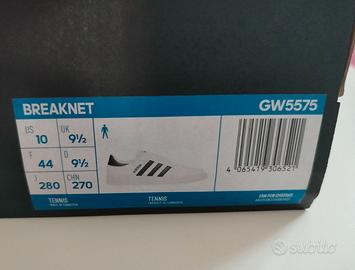 BREAKNET GW5575
US UK
10 9½
F D
44 9½
J CHN
280 270
4 065419 306521
TENNIS TENNIS
subito